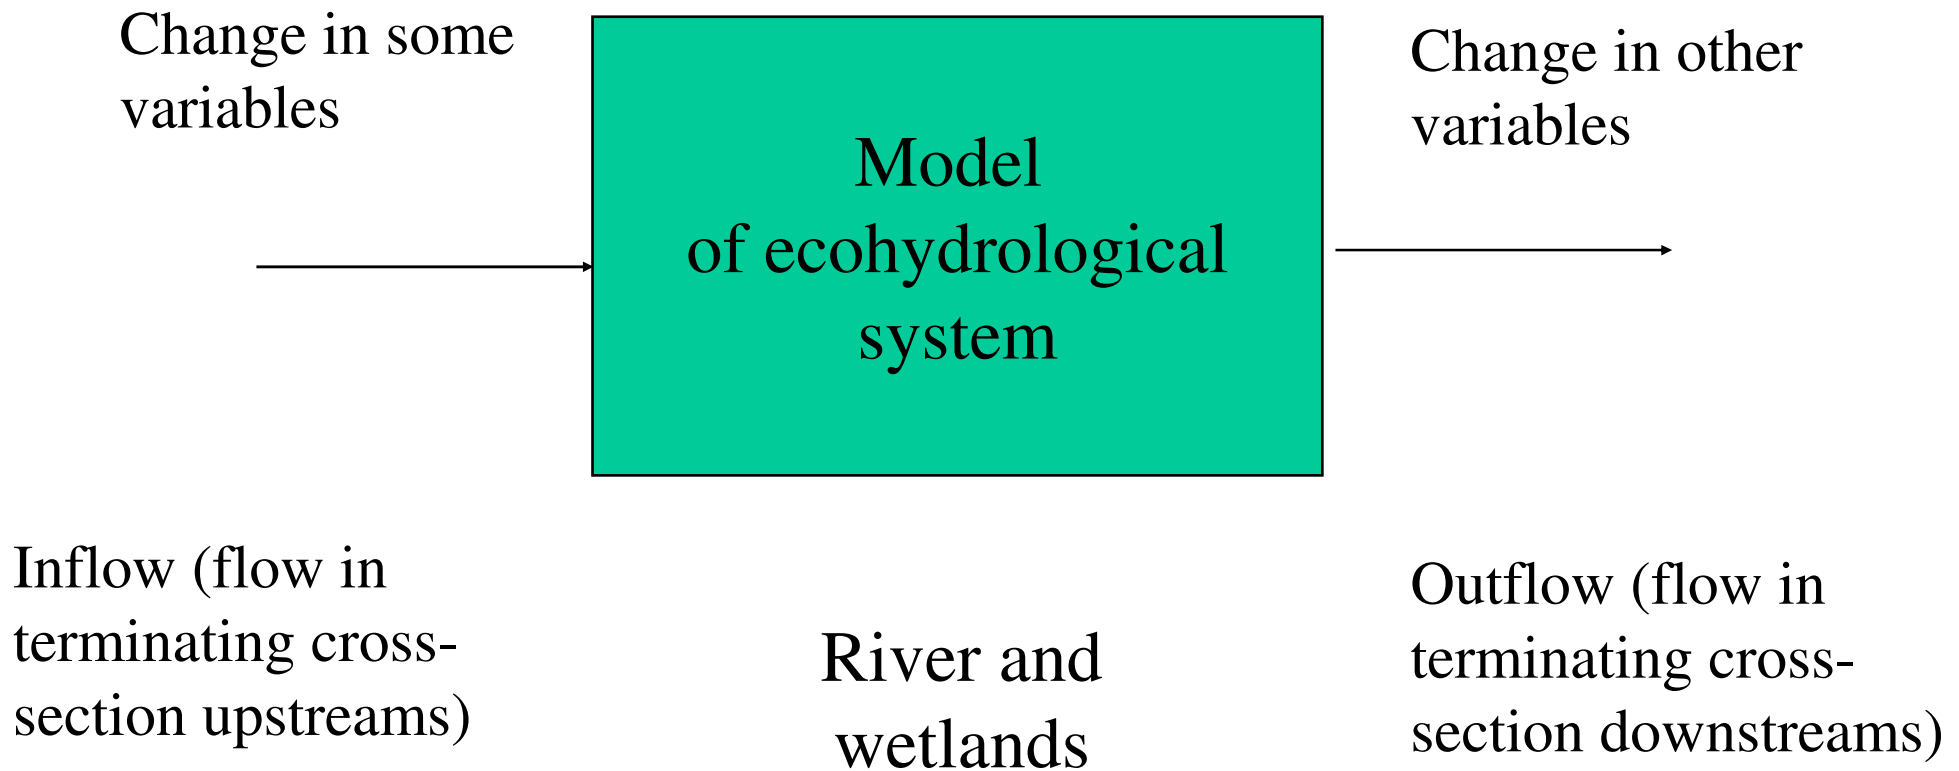 Change in some
variables
Model
of ecohydrological
system
Change in other
variables
Inflow (flow in
terminating cross-
section upstreams)
River and
wetlands
Outflow (flow in
terminating cross-
section downstreams)